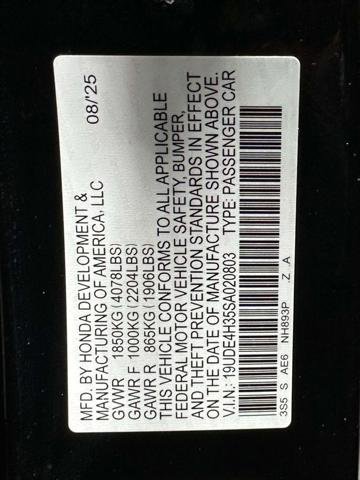 MFD. BY HONDA DEVELOPMENT & 08/'25
MANUFACTURING OF AMERICA, LLC
GVWR 1850KG (4078LBS)
GAWR F 1000KG (2204LBS)
GAWR R 865KG (1906LBS)
THIS VEHICLE CONFORMS TO ALL APPLICABLE
FEDERAL MOTOR VEHICLE SAFETY, BUMPER,
AND THEFT PREVENTION STANDARDS IN EFFECT
ON THE DATE OF MANUFACTURE SHOWN ABOVE.
V.I.N.: 19UDE4H35SA020803 TYPE: PASSENGER CAR
3S5 S AE6 NH893P Z A